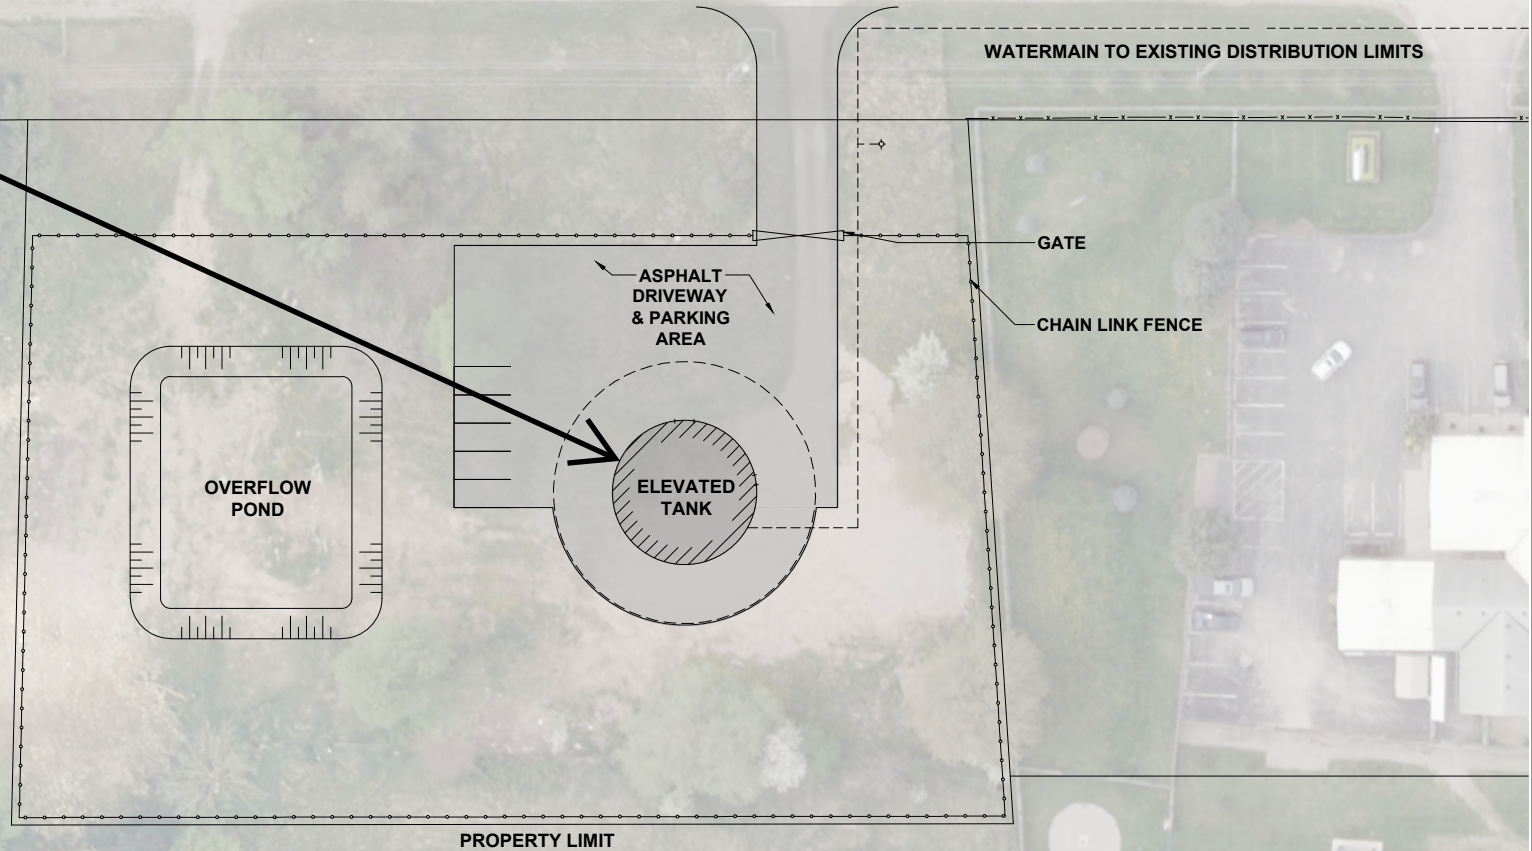 WATERMAIN TO EXISTING DISTRIBUTION LIMITS
GATE
ASPHALT
DRIVEWAY
& PARKING
AREA
CHAIN LINK FENCE
OVERFLOW
POND
ELEVATED
TANK
PROPERTY LIMIT